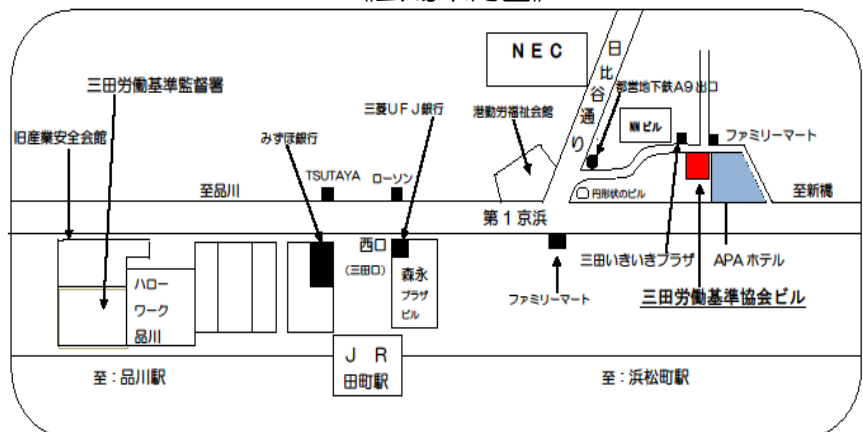 NEC
日比谷通り
三田労働基準監督署
三菱UFJ銀行
港勤労福祉会館
都営地下鉄A9出口
NNビル
ファミリーマート
旧産業安全会館
みずほ銀行
TSUTAYA
ローソン
至品川
円形状のビル
至新橋
第1京浜
西口
(三田口)
森永
プラザ
ビル
三田いきいきプラザ
APAホテル
ハロー
ワーク
品川
ファミリーマート
三田労働基準協会ビル
JR
田町駅
至:品川駅
至:浜松町駅